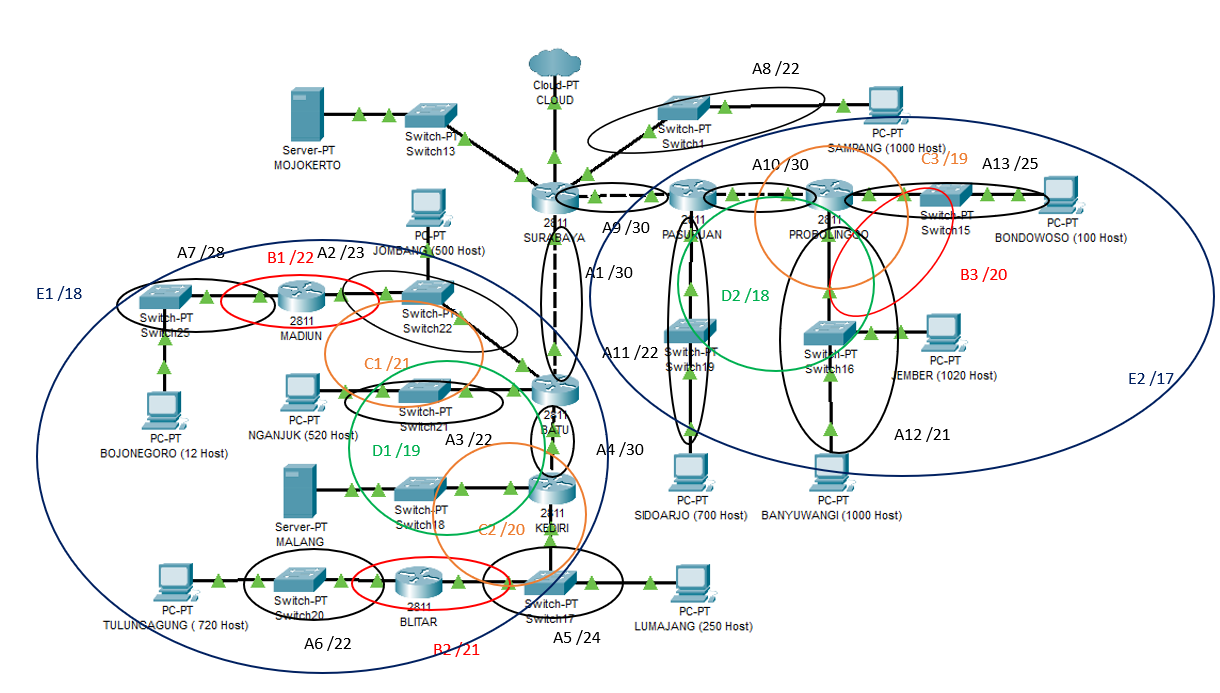 A8 /22
Cloud-PT
CLOUD
Server-PT
MOJOKERTO
Switch-PT
Switch13
Switch-PT
Switch1
PC-PT
SAMPANG (1000 Host)
C3 /19
A10 /30
A13 /25
2811
SURABAYA
A9 /30
2811
PASURUAN
2811
PROBOLINGGO
Switch-PT
Switch15
PC-PT
BONDOWOSO (100 Host)
PC-PT
JOMBANG (500 Host)
A7 /28
B1 /22
A2 /23
A1 /30
B3 /20
E1 /18
D2 /18
Switch-PT
Switch25
2811
MADIUN
Switch-PT
Switch22
A11 /22
Switch-PT
Switch19
Switch-PT
Switch16
PC-PT
JEMBER (1020 Host)
E2 /17
C1 /21
Switch-PT
Switch21
2811
BATU
PC-PT
NGANJUK (520 Host)
PC-PT
BOJONEGORO (12 Host)
A3 /22
D1 /19
A4 /30
A12 /21
Server-PT
MALANG
Switch-PT
Switch18
2811
KEDIRI
C2 /20
PC-PT
SIDOARJO (700 Host)
PC-PT
BANYUWANGI (1000 Host)
PC-PT
TULUNGAGUNG ( 720 Host)
Switch-PT
Switch20
2811
BLITAR
Switch-PT
Switch17
PC-PT
LUMAJANG (250 Host)
A6 /22
B2 /21
A5 /24